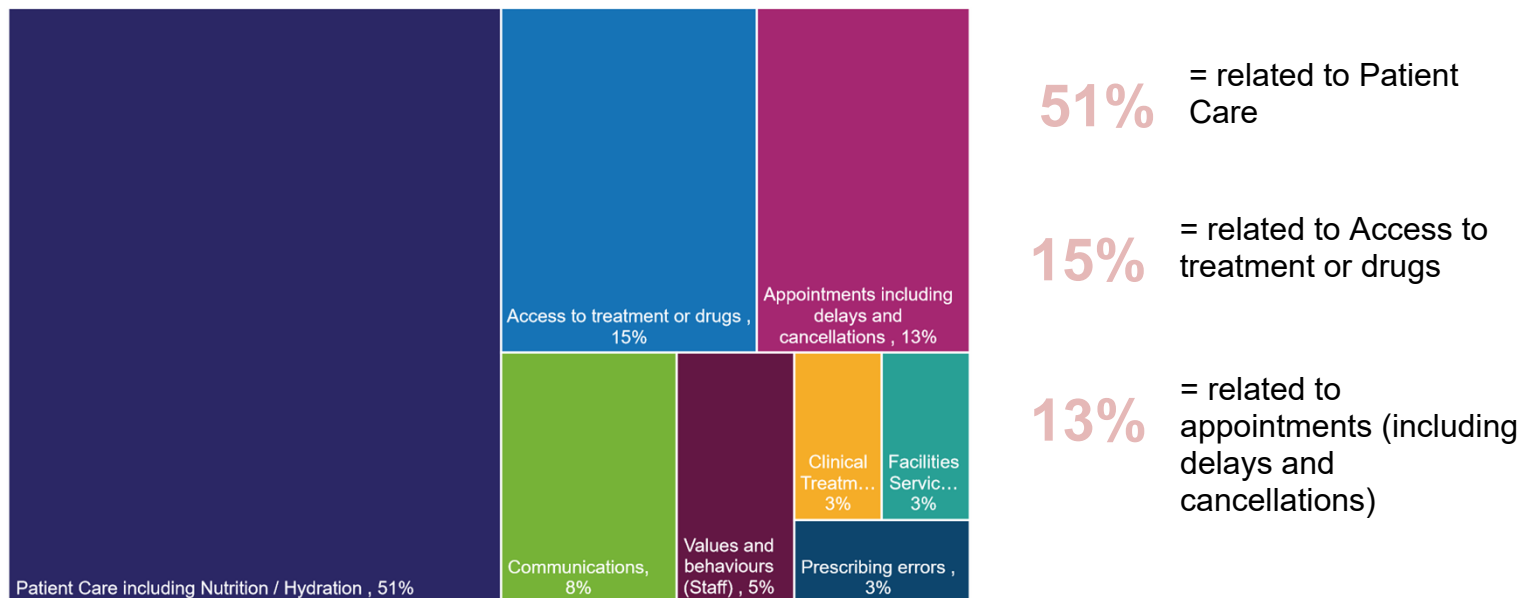 Patient Care including Nutrition / Hydration , 51%
Access to treatment or drugs ,
15%
Appointments including
delays and
cancellations , 13%
Communications,
8%
Values and
behaviours
(Staff) , 5%
Clinical
Treatm...
3%
Facilities
Servic...
3%
Prescribing errors ,
3%
51%
= related to Patient
Care
15%
= related to Access to
treatment or drugs
13%
= related to
appointments (including
delays and
cancellations)